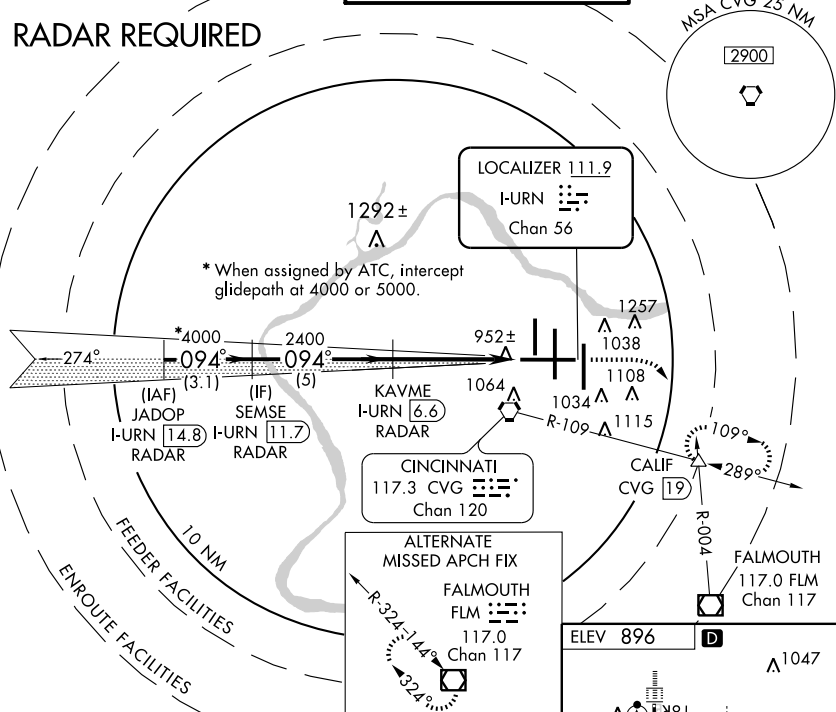 RADAR REQUIRED
MSA CVG 25 NM
2900
LOCALIZER 111.9
I-URN
Chan 56
1292 ±
* When assigned by ATC, intercept
glidepath at 4000 or 5000.
1257
1038
952 ±
*4000
2400
274°
094°
094°
(3.1)
(5)
1108
1064
1034
1115
(IAF)
JADOP
I-URN 14.8
RADAR
(IF)
SEMSE
I-URN 11.7
RADAR
KAVME
I-URN 6.6
RADAR
R-109
109°
289°
CALIF
CVG 19
CINCINNATI
117.3 CVG
Chan 120
R-004
10 NM
FEEDER FACILITIES
ENROUTE FACILITIES
ALTERNATE
MISSED APCH FIX
FALMOUTH
FLM
117.0
Chan 117
R-324
144°
324°
FALMOUTH
117.0 FLM
Chan 117
ELEV 896
D
1047